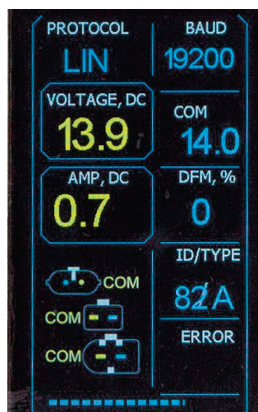 PROTOCOL
BAUD
LIN
19200
VOLTAGE, DC
13.9
COM
14.0
AMP, DC
0.7
DFM, %
0
ID/TYPE
82/A
COM
COM
COM
ERROR